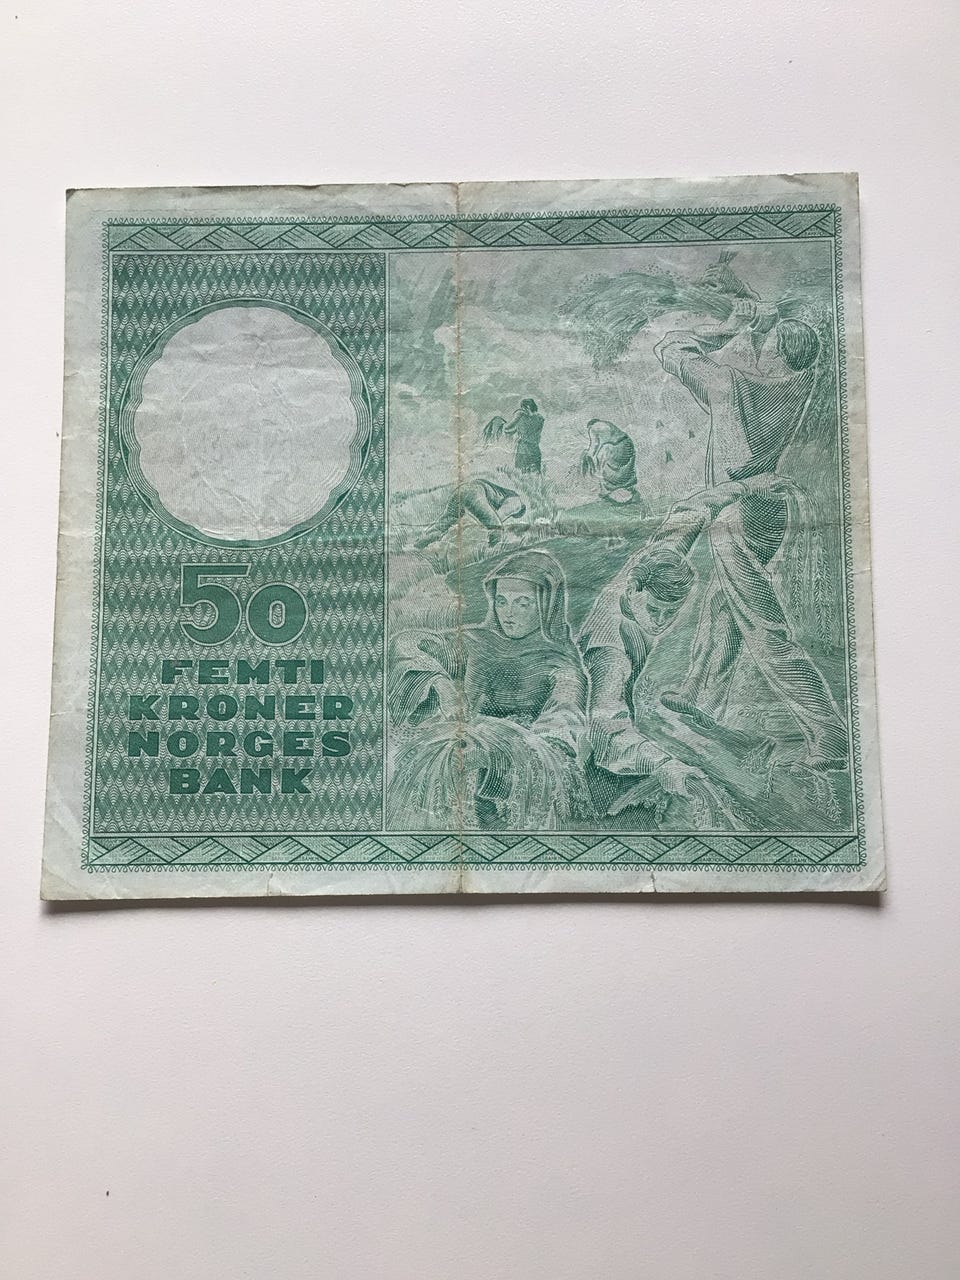 50
FEMTI
KRONER
NORGES
BANK